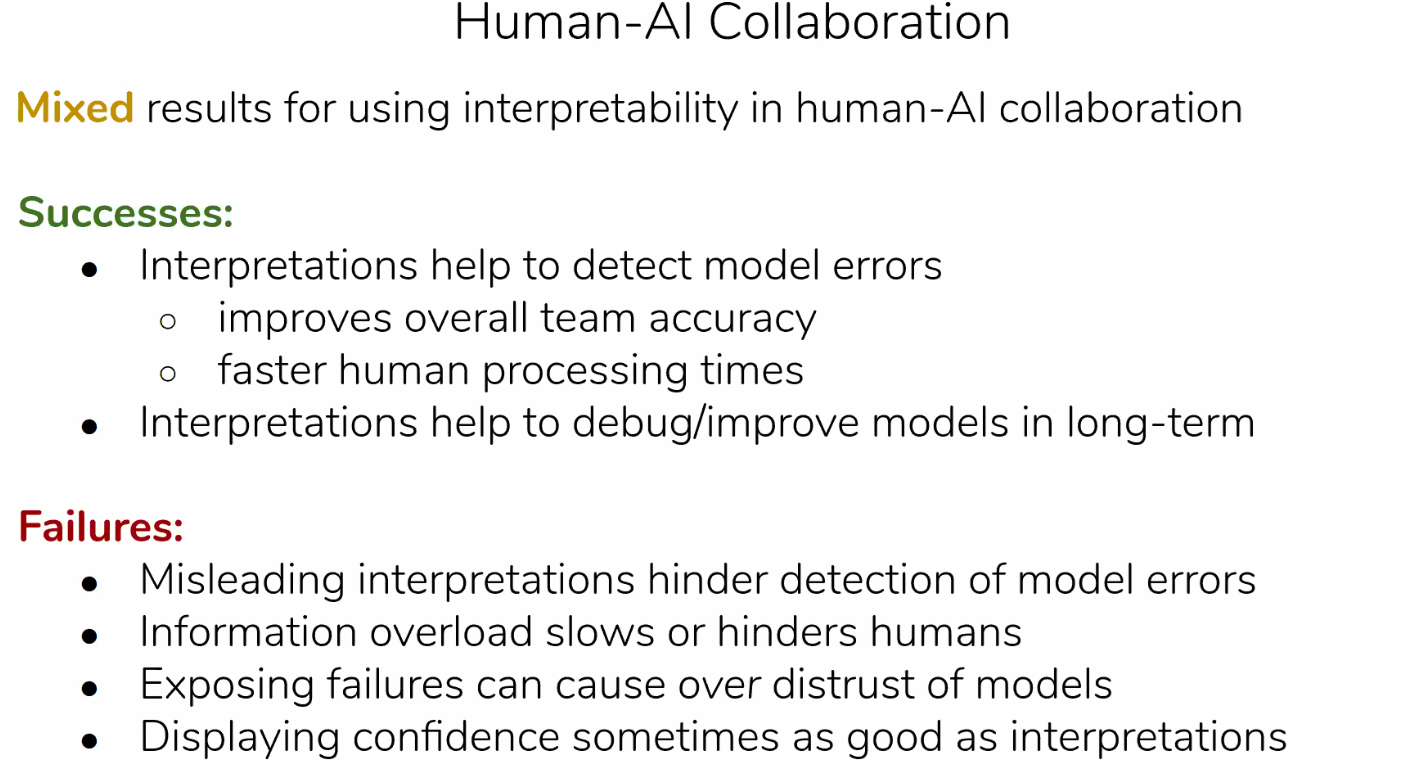 Human-AI Collaboration
Mixed results for using interpretability in human-AI collaboration
Successes:
● Interpretations help to detect model errors
○ improves overall team accuracy
○ faster human processing times
● Interpretations help to debug/improve models in long-term
Failures:
● Misleading interpretations hinder detection of model errors
● Information overload slows or hinders humans
● Exposing failures can cause over distrust of models
● Displaying confidence sometimes as good as interpretations